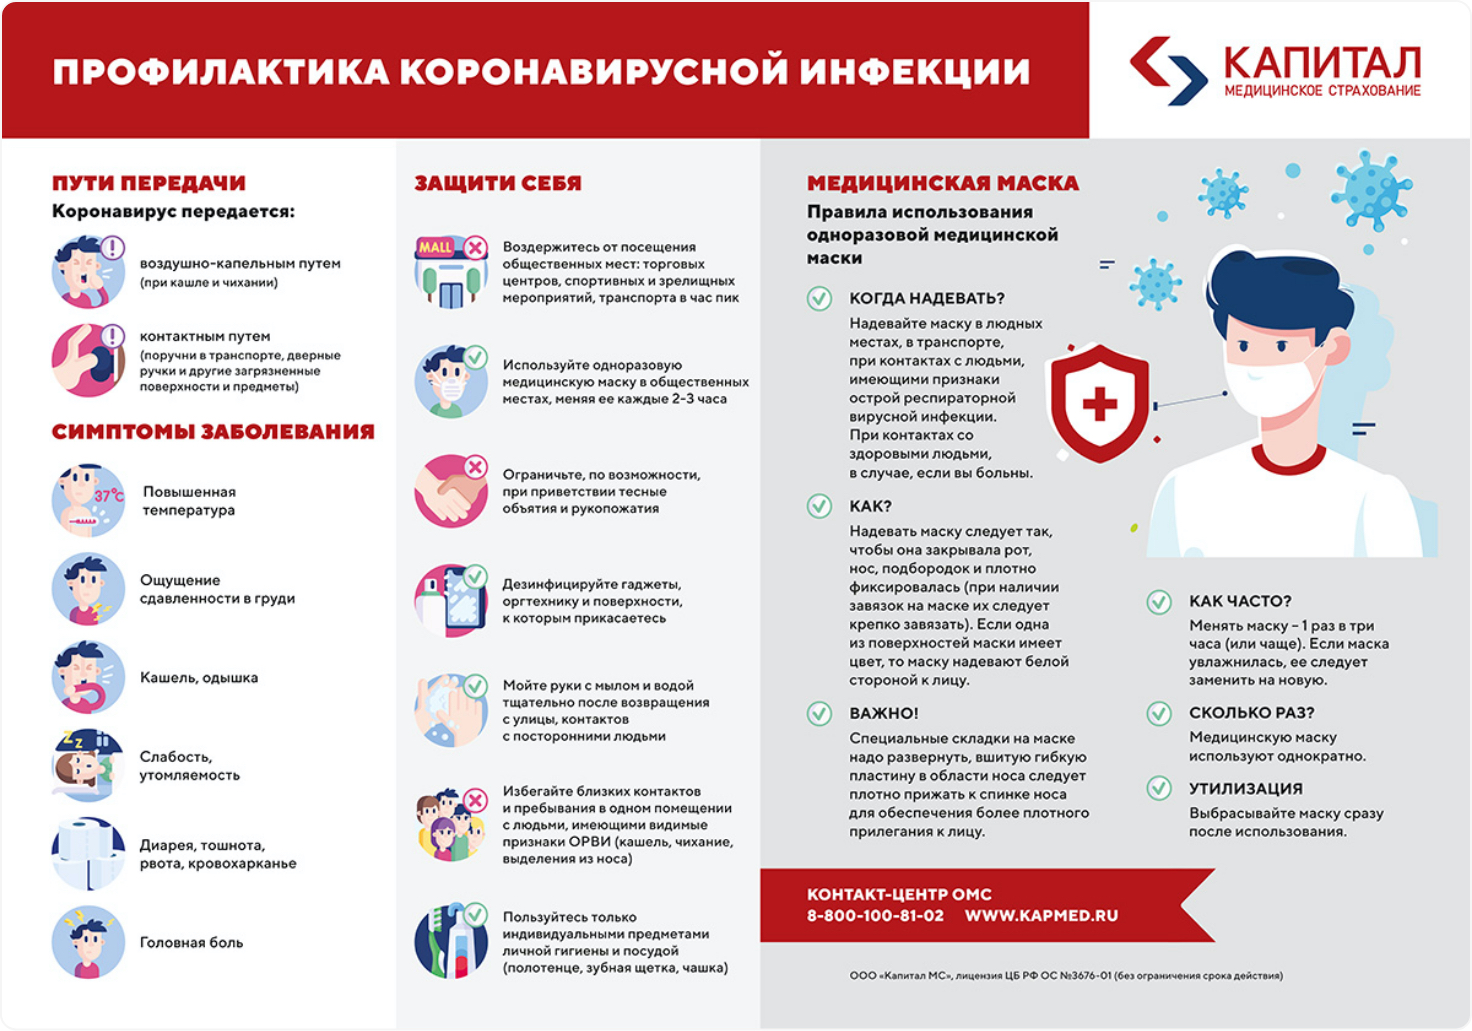 ПРОФИЛАКТИКА КОРОНАВИРУСНОЙ ИНФЕКЦИИ
КАПИТАЛ
МЕДИЦИНСКОЕ СТРАХОВАНИЕ
ПУТИ ПЕРЕДАЧИ
Коронавирус передается:
воздушно-капельным путем
(при кашле и чихании)
контактным путем
(поручни в транспорте, дверные
ручки и другие загрязненные
поверхности и предметы)
СИМПТОМЫ ЗАБОЛЕВАНИЯ
37°C
Повышенная
температура
Ощущение
сдавленности в груди
Кашель, одышка
Z Z
Слабость,
утомляемость
Диарея, тошнота,
рвота, кровохарканье
Головная боль
ЗАЩИТИ СЕБЯ
MALL
Воздержитесь от посещения
общественных мест: торговых
центров, спортивных и зрелищных
мероприятий, транспорта в час пик
Используйте одноразовую
медицинскую маску в общественных
местах, меняя ее каждые 2-3 часа
Ограничьте, по возможности,
при приветствии тесные
объятия и рукопожатия
Дезинфицируйте гаджеты,
оргтехнику и поверхности,
к которым прикасаетесь
Мойте руки с мылом и водой
тщательно после возвращения
с улицы, контактов
с посторонними людьми
Избегайте близких контактов
и пребывания в одном помещении
с людьми, имеющими видимые
признаки ОРВИ (кашель, чихание,
выделения из носа)
Пользуйтесь только
индивидуальными предметами
личной гигиены и посудой
(полотенце, зубная щетка, чашка)
МЕДИЦИНСКАЯ МАСКА
Правила использования
одноразовой медицинской
маски
КОГДА НАДЕВАТЬ?
Надевайте маску в людных
местах, в транспорте,
при контактах с людьми,
имеющими признаки
острой респираторной
вирусной инфекции.
При контактах со
здоровыми людьми,
в случае, если вы больны.
КАК?
Надевать маску следует так,
чтобы она закрывала рот,
нос, подбородок и плотно
фиксировалась (при наличии
завязок на маске их следует
крепко завязать). Если одна
из поверхностей маски имеет
цвет, то маску надевают белой
стороной к лицу.
ВАЖНО!
Специальные складки на маске
надо развернуть, вшитую гибкую
пластину в области носа следует
плотно прижать к спинке носа
для обеспечения более плотного
прилегания к лицу.
КАК ЧАСТО?
Менять маску – 1 раз в три
часа (или чаще). Если маска
увлажнилась, ее следует
заменить на новую.
СКОЛЬКО РАЗ?
Медицинскую маску
используют однократно.
УТИЛИЗАЦИЯ
Выбрасывайте маску сразу
после использования.
КОНТАКТ-ЦЕНТР ОМС
8-800-100-81-02 WWW.KAPMED.RU
ООО «Капитал МС», лицензия ЦБ РФ ОС №3676-01 (без ограничения срока действия)